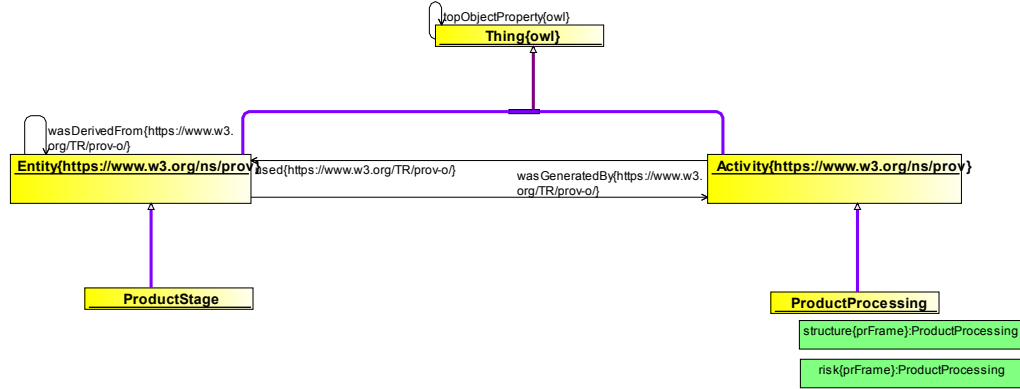 topObjectProperty{owl}
Thing{owl}
wasDerivedFrom{https://www.w3.
org/TR/prov-o/}
Entity{https://www.w3.org/ns/prov}
used{https://www.w3.org/TR/prov-o/}
wasGeneratedBy{https://www.w3.
org/TR/prov-o/}
Activity{https://www.w3.org/ns/prov}
ProductStage
ProductProcessing
structure{prFrame}:ProductProcessing
risk{prFrame}:ProductProcessing